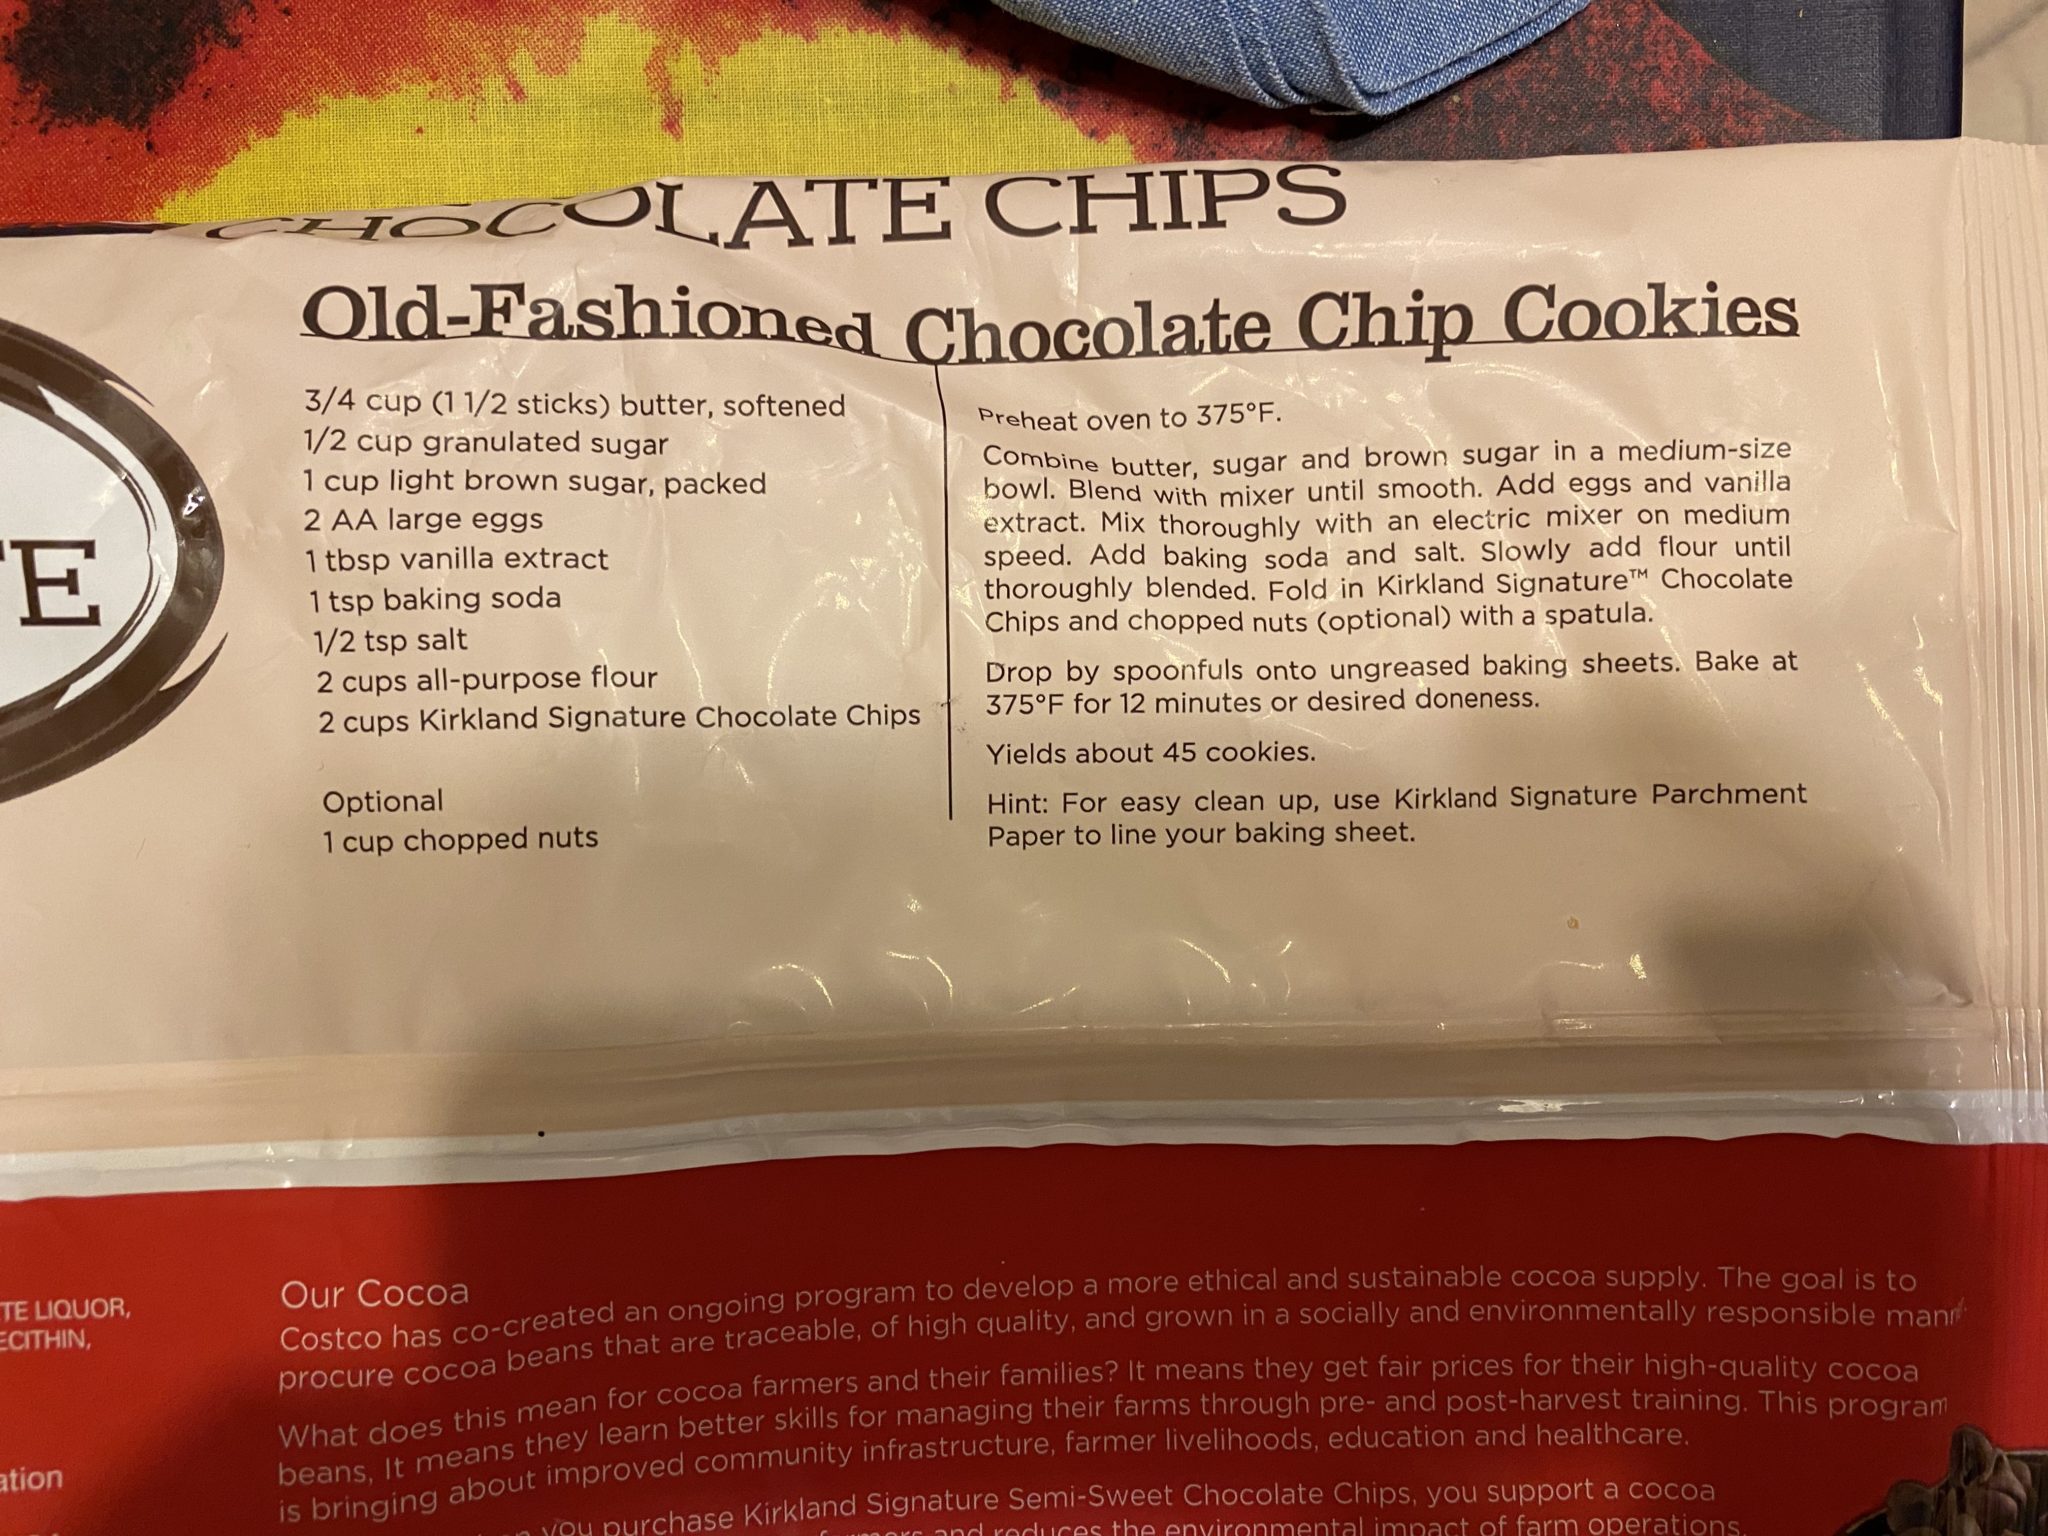 CHOCOLATE CHIPS
Old-Fashioned Chocolate Chip Cookies
3/4 cup (1 1/2 sticks) butter, softened
1/2 cup granulated sugar
1 cup light brown sugar, packed
2 AA large eggs
1 tbsp vanilla extract
1 tsp baking soda
1/2 tsp salt
2 cups all-purpose flour
2 cups Kirkland Signature Chocolate Chips
Optional
1 cup chopped nuts
Preheat oven to 375°F.
Combine butter, sugar and brown sugar in a medium-size
bowl. Blend with mixer until smooth. Add eggs and vanilla
extract. Mix thoroughly with an electric mixer on medium
speed. Add baking soda and salt. Slowly add flour until
thoroughly blended. Fold in Kirkland Signature™ Chocolate
Chips and chopped nuts (optional) with a spatula.
Drop by spoonfuls onto ungreased baking sheets. Bake at
375°F for 12 minutes or desired doneness.
Yields about 45 cookies.
Hint: For easy clean up, use Kirkland Signature Parchment
Paper to line your baking sheet.
TE
TE LIQUOR,
ECITHIN,
ation
Our Cocoa
Costco has co-created an ongoing program to develop a more ethical and sustainable cocoa supply. The goal is to
procure cocoa beans that are traceable, of high quality, and grown in a socially and environmentally responsible
What does this mean for cocoa farmers and their families? It means they get fair prices for their high-quality cocoa
beans, It means they learn better skills for managing their farms through pre- and post-harvest training. This program
is bringing about improved community infrastructure, farmer livelihoods, education and healthcare.
you purchase Kirkland Signature Semi-Sweet Chocolate Chips, you support a cocoa
and reduces the environmental impact of farm operations.